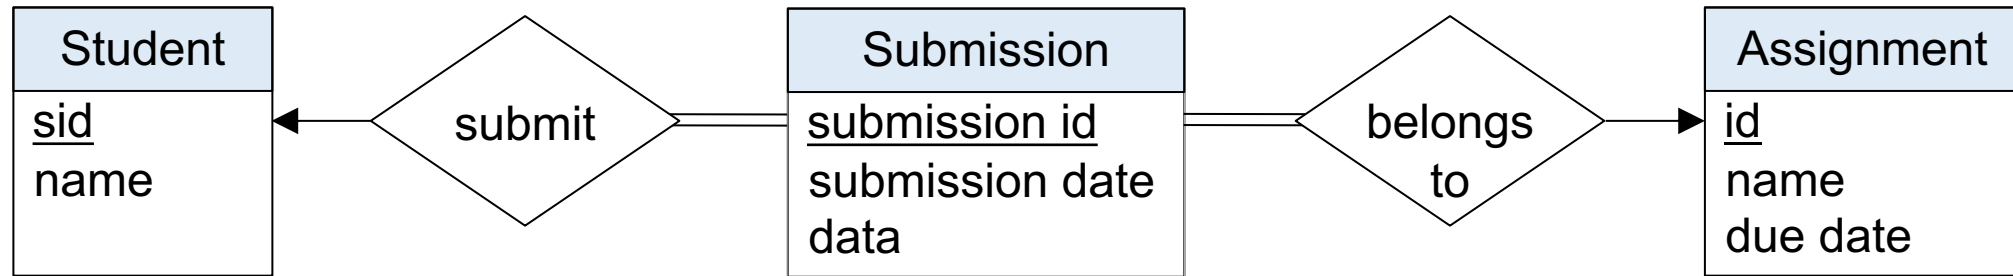 Student
sid
name
submit
Submission
submission id
submission date
data
belongs
to
Assignment
id
name
due date